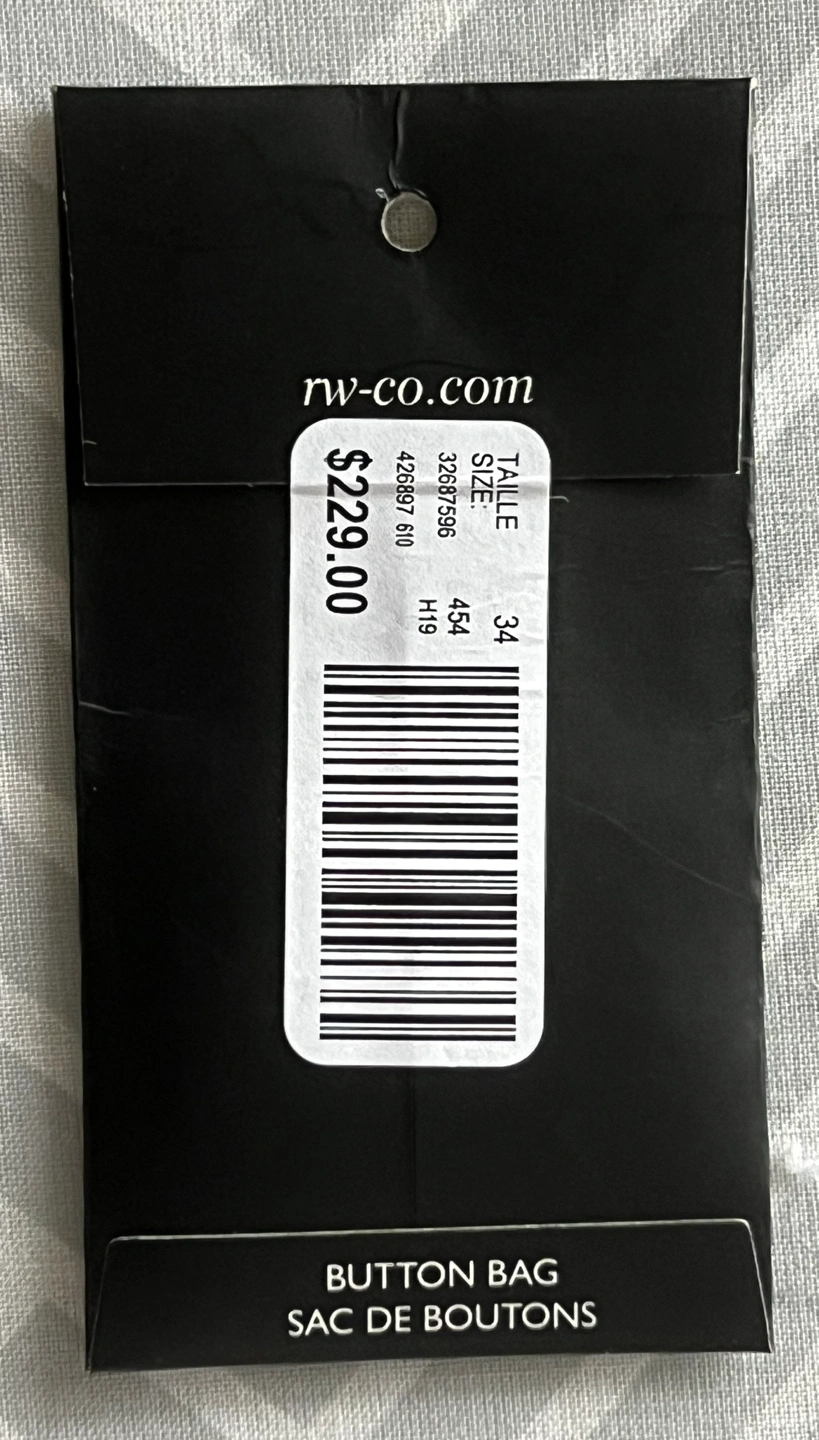 rw-co.com
TAILLE
SIZE: 34
32687596 454
H19
426897 610
$229.00
BUTTON BAG
SAC DE BOUTONS